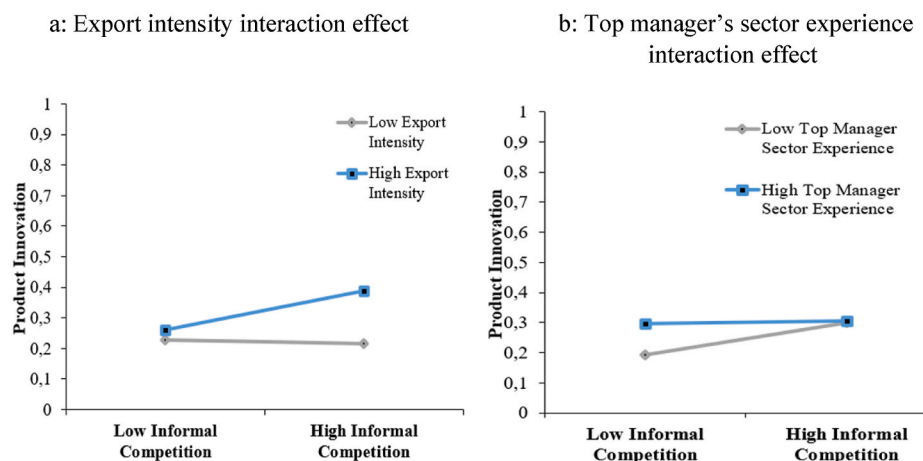 a: Export intensity interaction effect
1
0,9
0,8
0,7
0,6
0,5
0,4
0,3
0,2
0,1
0
Product Innovation
Low Export
Intensity
High Export
Intensity
Low Informal
Competition
High Informal
Competition
b: Top manager’s sector experience
interaction effect
1
0,9
0,8
0,7
0,6
0,5
0,4
0,3
0,2
0,1
0
Product Innovation
Low Top Manager
Sector Experience
High Top Manager
Sector Experience
Low Informal
Competition
High Informal
Competition